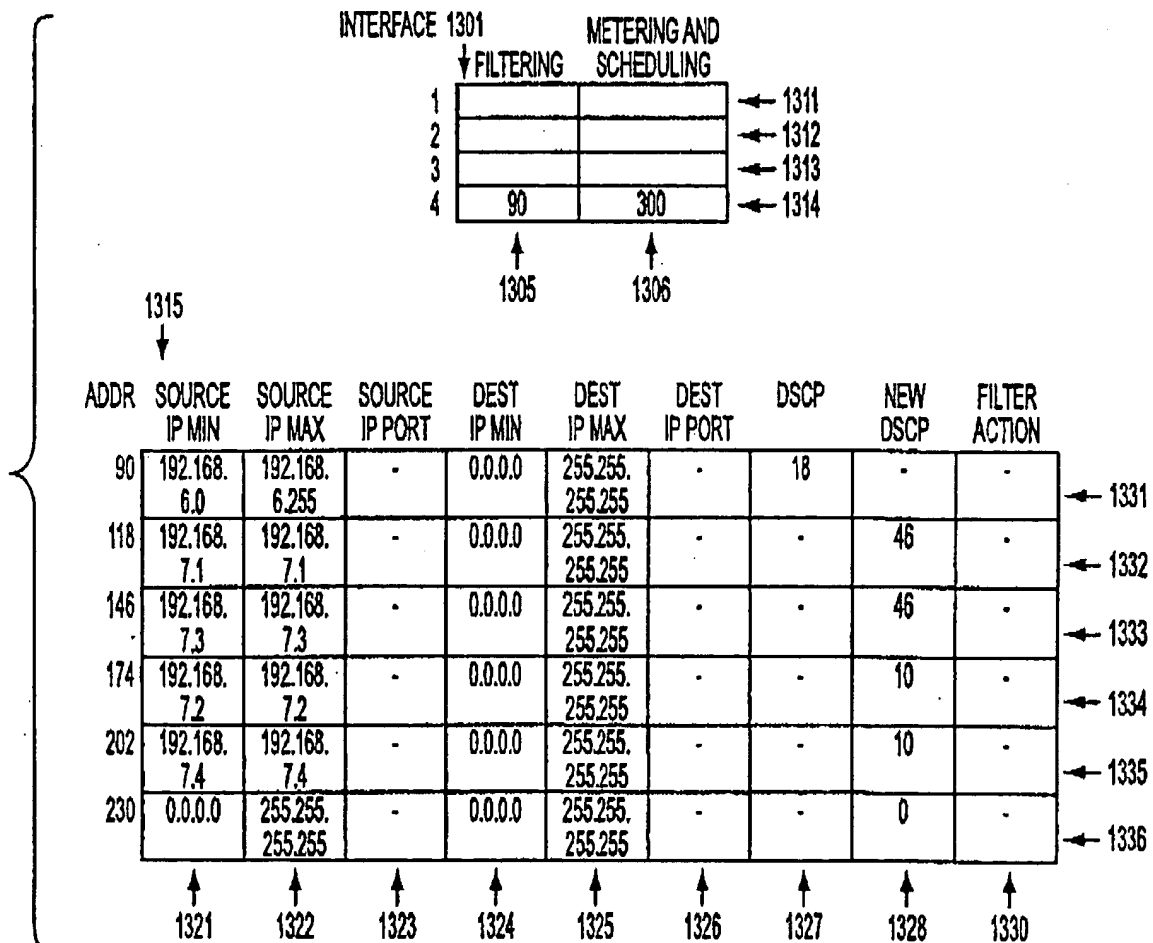 INTERFACE 1301
METERING AND
FILTERING SCHEDULING
1 1311
2 1312
3 1313
4 90 300 1314
1305 1306
1315
ADDR SOURCE SOURCE SOURCE DEST DEST DEST DSCP NEW FILTER
IP MIN IP MAX IP PORT IP MIN IP MAX IP PORT DSCP ACTION
90 192.168. 192.168. - 0.0.0.0 255.255. - 18 - -
6.0 6.255 255.255 1331
118 192.168. 192.168. - 0.0.0.0 255.255. - - 46 -
7.1 7.1 255.255 1332
146 192.168. 192.168. - 0.0.0.0 255.255. - - 46 -
7.3 7.3 255.255 1333
174 192.168. 192.168. - 0.0.0.0 255.255. - - 10 -
7.2 7.2 255.255 1334
202 192.168. 192.168. - 0.0.0.0 255.255. - - 10 -
7.4 7.4 255.255 1335
230 0.0.0.0 255.255. - 0.0.0.0 255.255. - - 0 -
255.255 255.255 1336
1321 1322 1323 1324 1325 1326 1327 1328 1330